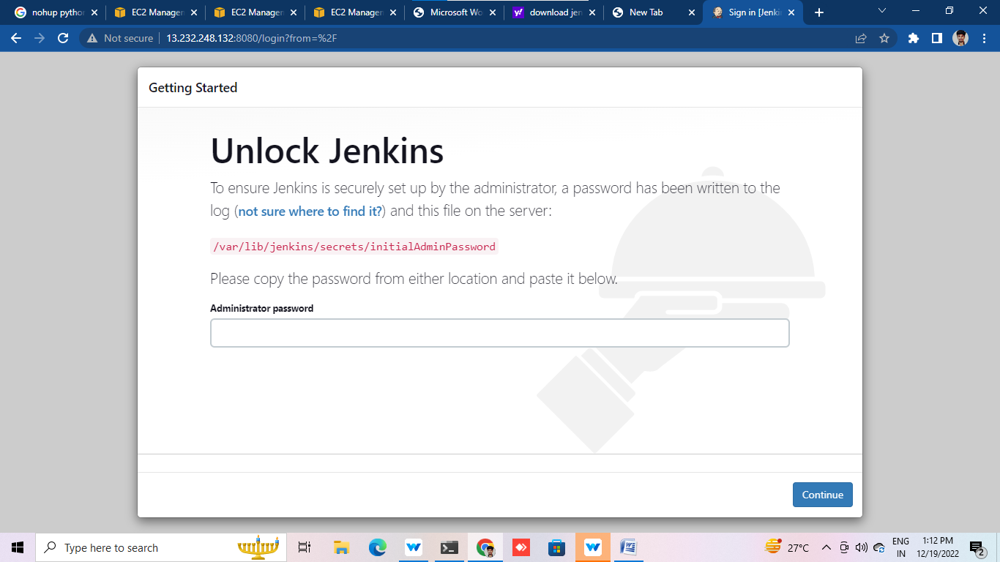 nohup pythor
EC2 Managen
EC2 Managen
EC2 Managen
Microsoft Wo
download jen
New Tab
Sign in [Jenki
Not secure
13.232.248.132:8080/login?from=%2F
Getting Started
Unlock Jenkins
To ensure Jenkins is securely set up by the administrator, a password has been written to the
log (not sure where to find it?) and this file on the server:
/var/lib/jenkins/secrets/initialAdminPassword
Please copy the password from either location and paste it below.
Administrator password
Continue
Type here to search
27°C
ENG
IN
1:12 PM
12/19/2022
2